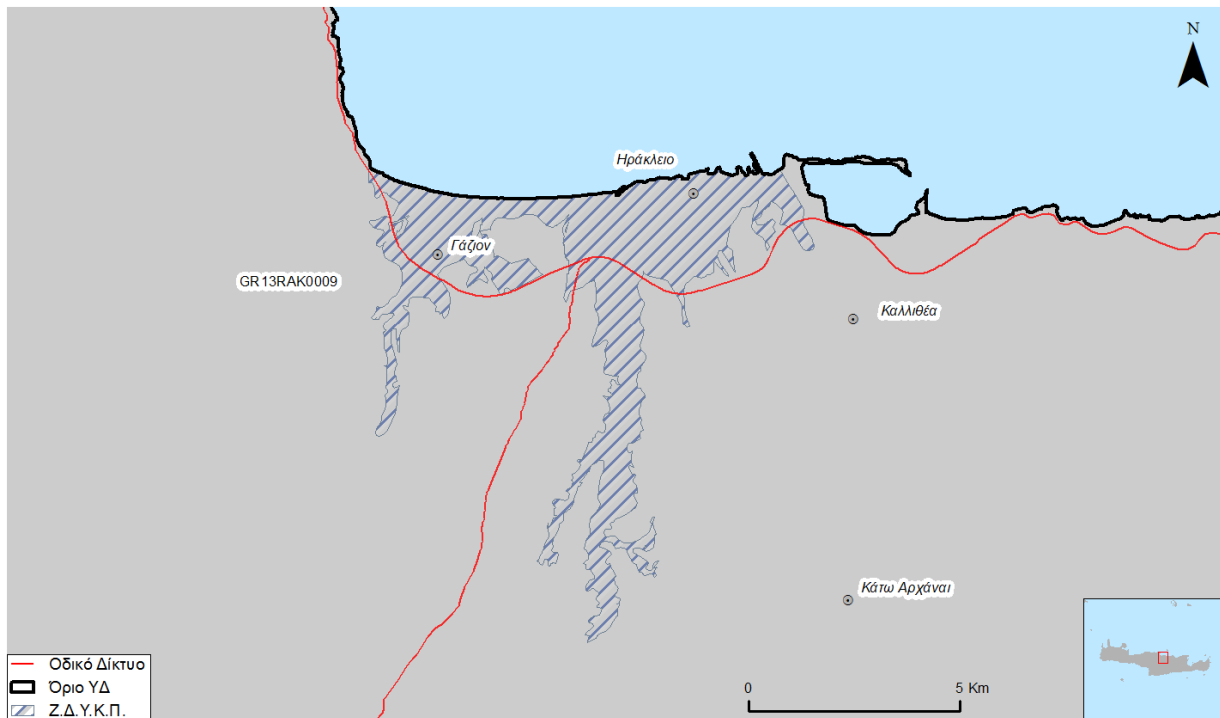 N
Ηράκλειο
Γάζιον
GR13RAK0009
Καλλιθέα
Κάτω Αρχάναι
Οδικό Δίκτυο
Όριο ΥΔ
Ζ.Δ.Υ.Κ.Π.
0 5 Km